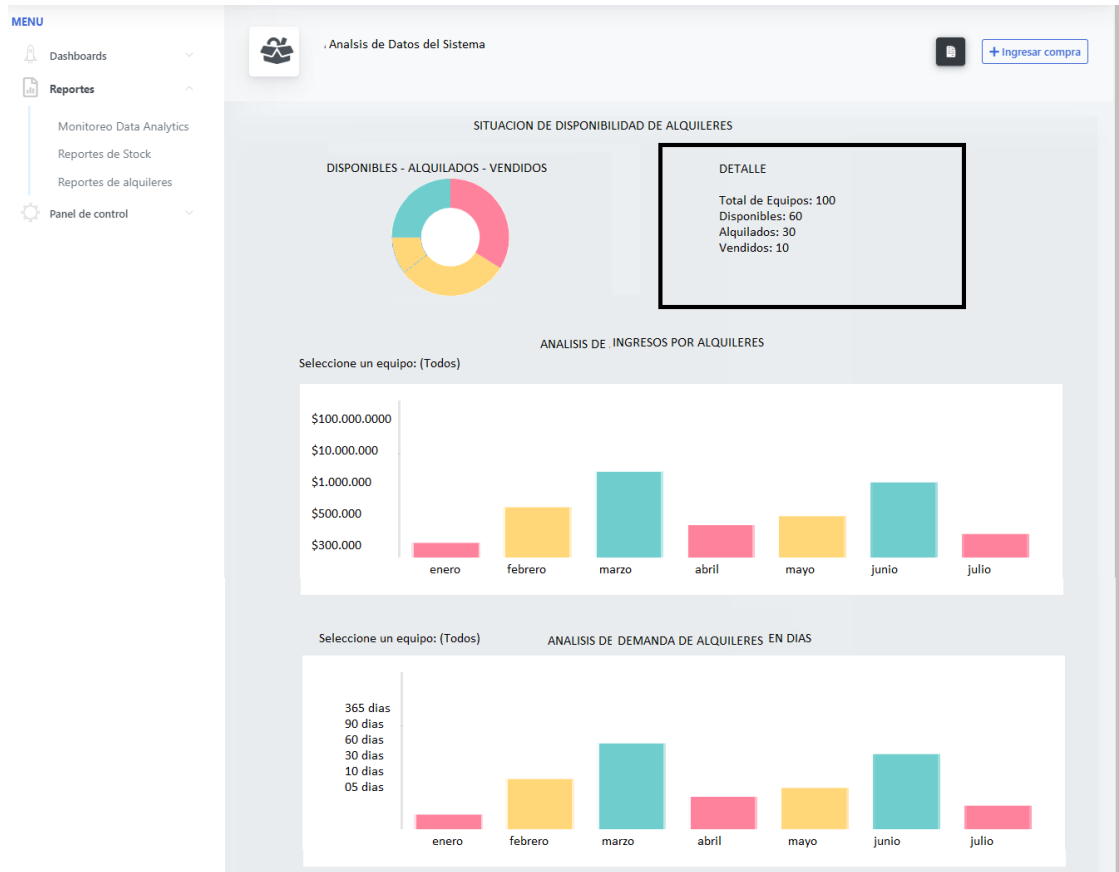 MENU
Dashboards
Reportes
Monitoreo Data Analytics
Reportes de Stock
Reportes de alquileres
Panel de control
Analsis de Datos del Sistema
+ Ingresar compra
SITUACION DE DISPONIBILIDAD DE ALQUILERES
DISPONIBLES - ALQUILADOS - VENDIDOS
DETALLE
Total de Equipos: 100
Disponibles: 60
Alquilados: 30
Vendidos: 10
ANALISIS DE INGRESOS POR ALQUILERES
Seleccione un equipo: (Todos)
$100.000.0000
$10.000.000
$1.000.000
$500.000
$300.000
enero febrero marzo abril mayo junio julio
Seleccione un equipo: (Todos) ANALISIS DE DEMANDA DE ALQUILERES EN DIAS
365 dias
90 dias
60 dias
30 dias
10 dias
05 dias
enero febrero marzo abril mayo junio julio